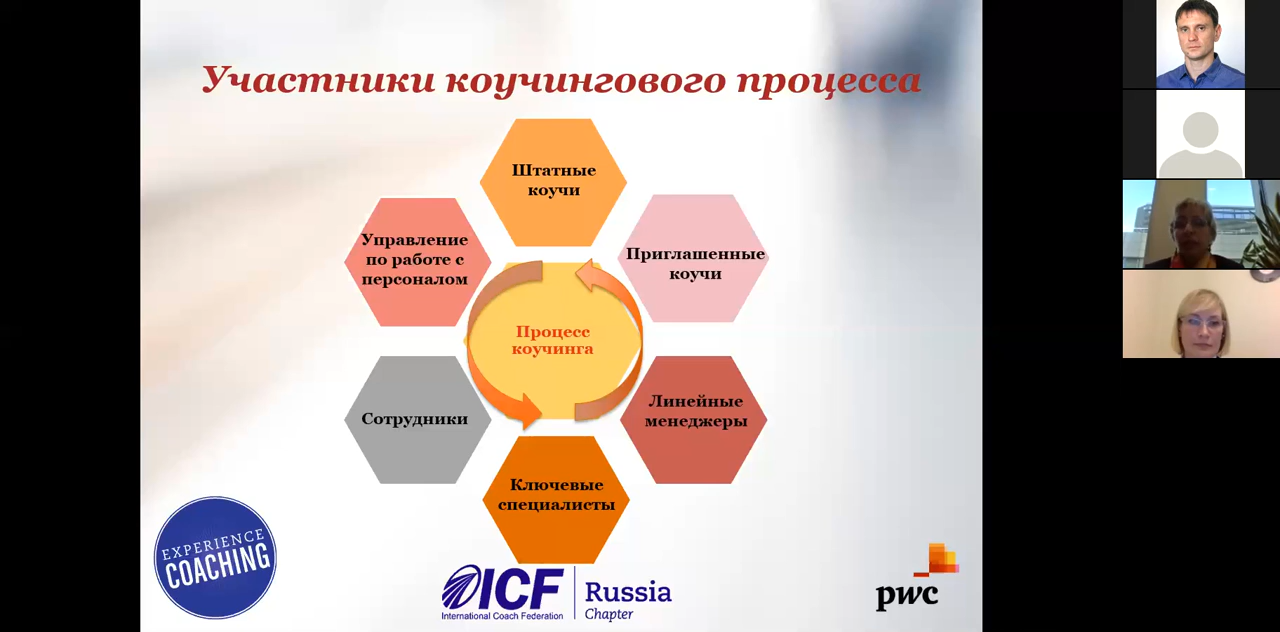 Участники коучингового процесса
Штатные
коучи
Управление
по работе с
персоналом
Приглашенные
коучи
Процесс
коучинга
Сотрудники
Линейные
менеджеры
Ключевые
специалисты
EXPERIENCE
COACHING
ICF
International Coach Federation
Russia
Chapter
pwc